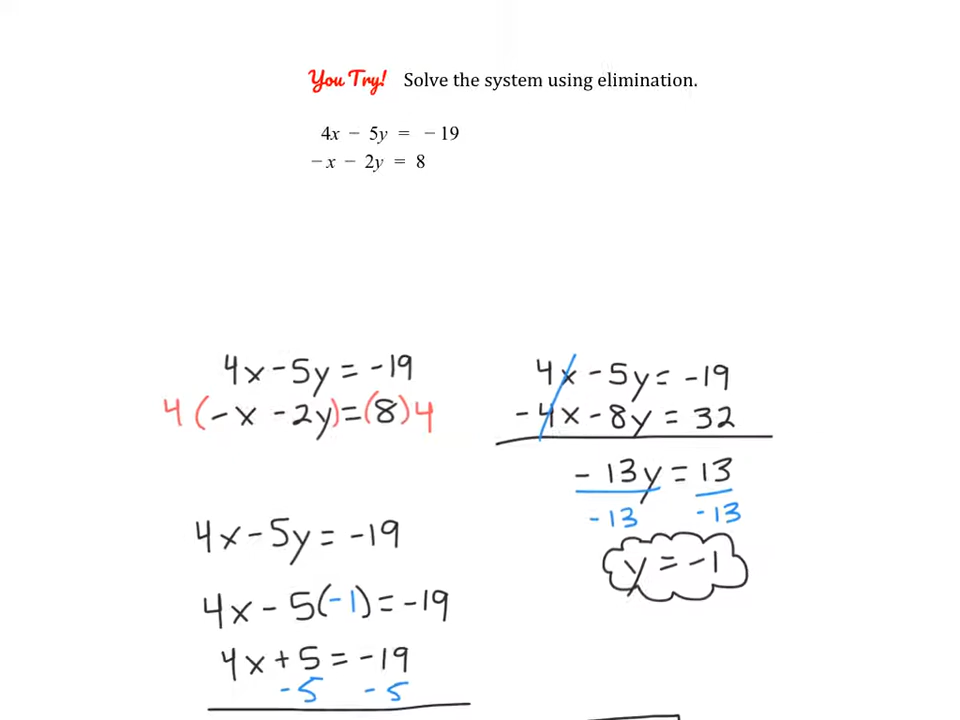 You Try! Solve the system using elimination.
4x − 5y = −19
−x − 2y = 8
4x - 5y = -19
4(-x - 2y) = (8)4
4x - 5y = -19
-4x - 8y = 32
-13y = 13
-13 -13
y = -1
4x - 5y = -19
4x - 5(-1) = -19
4x + 5 = -19
-5 -5